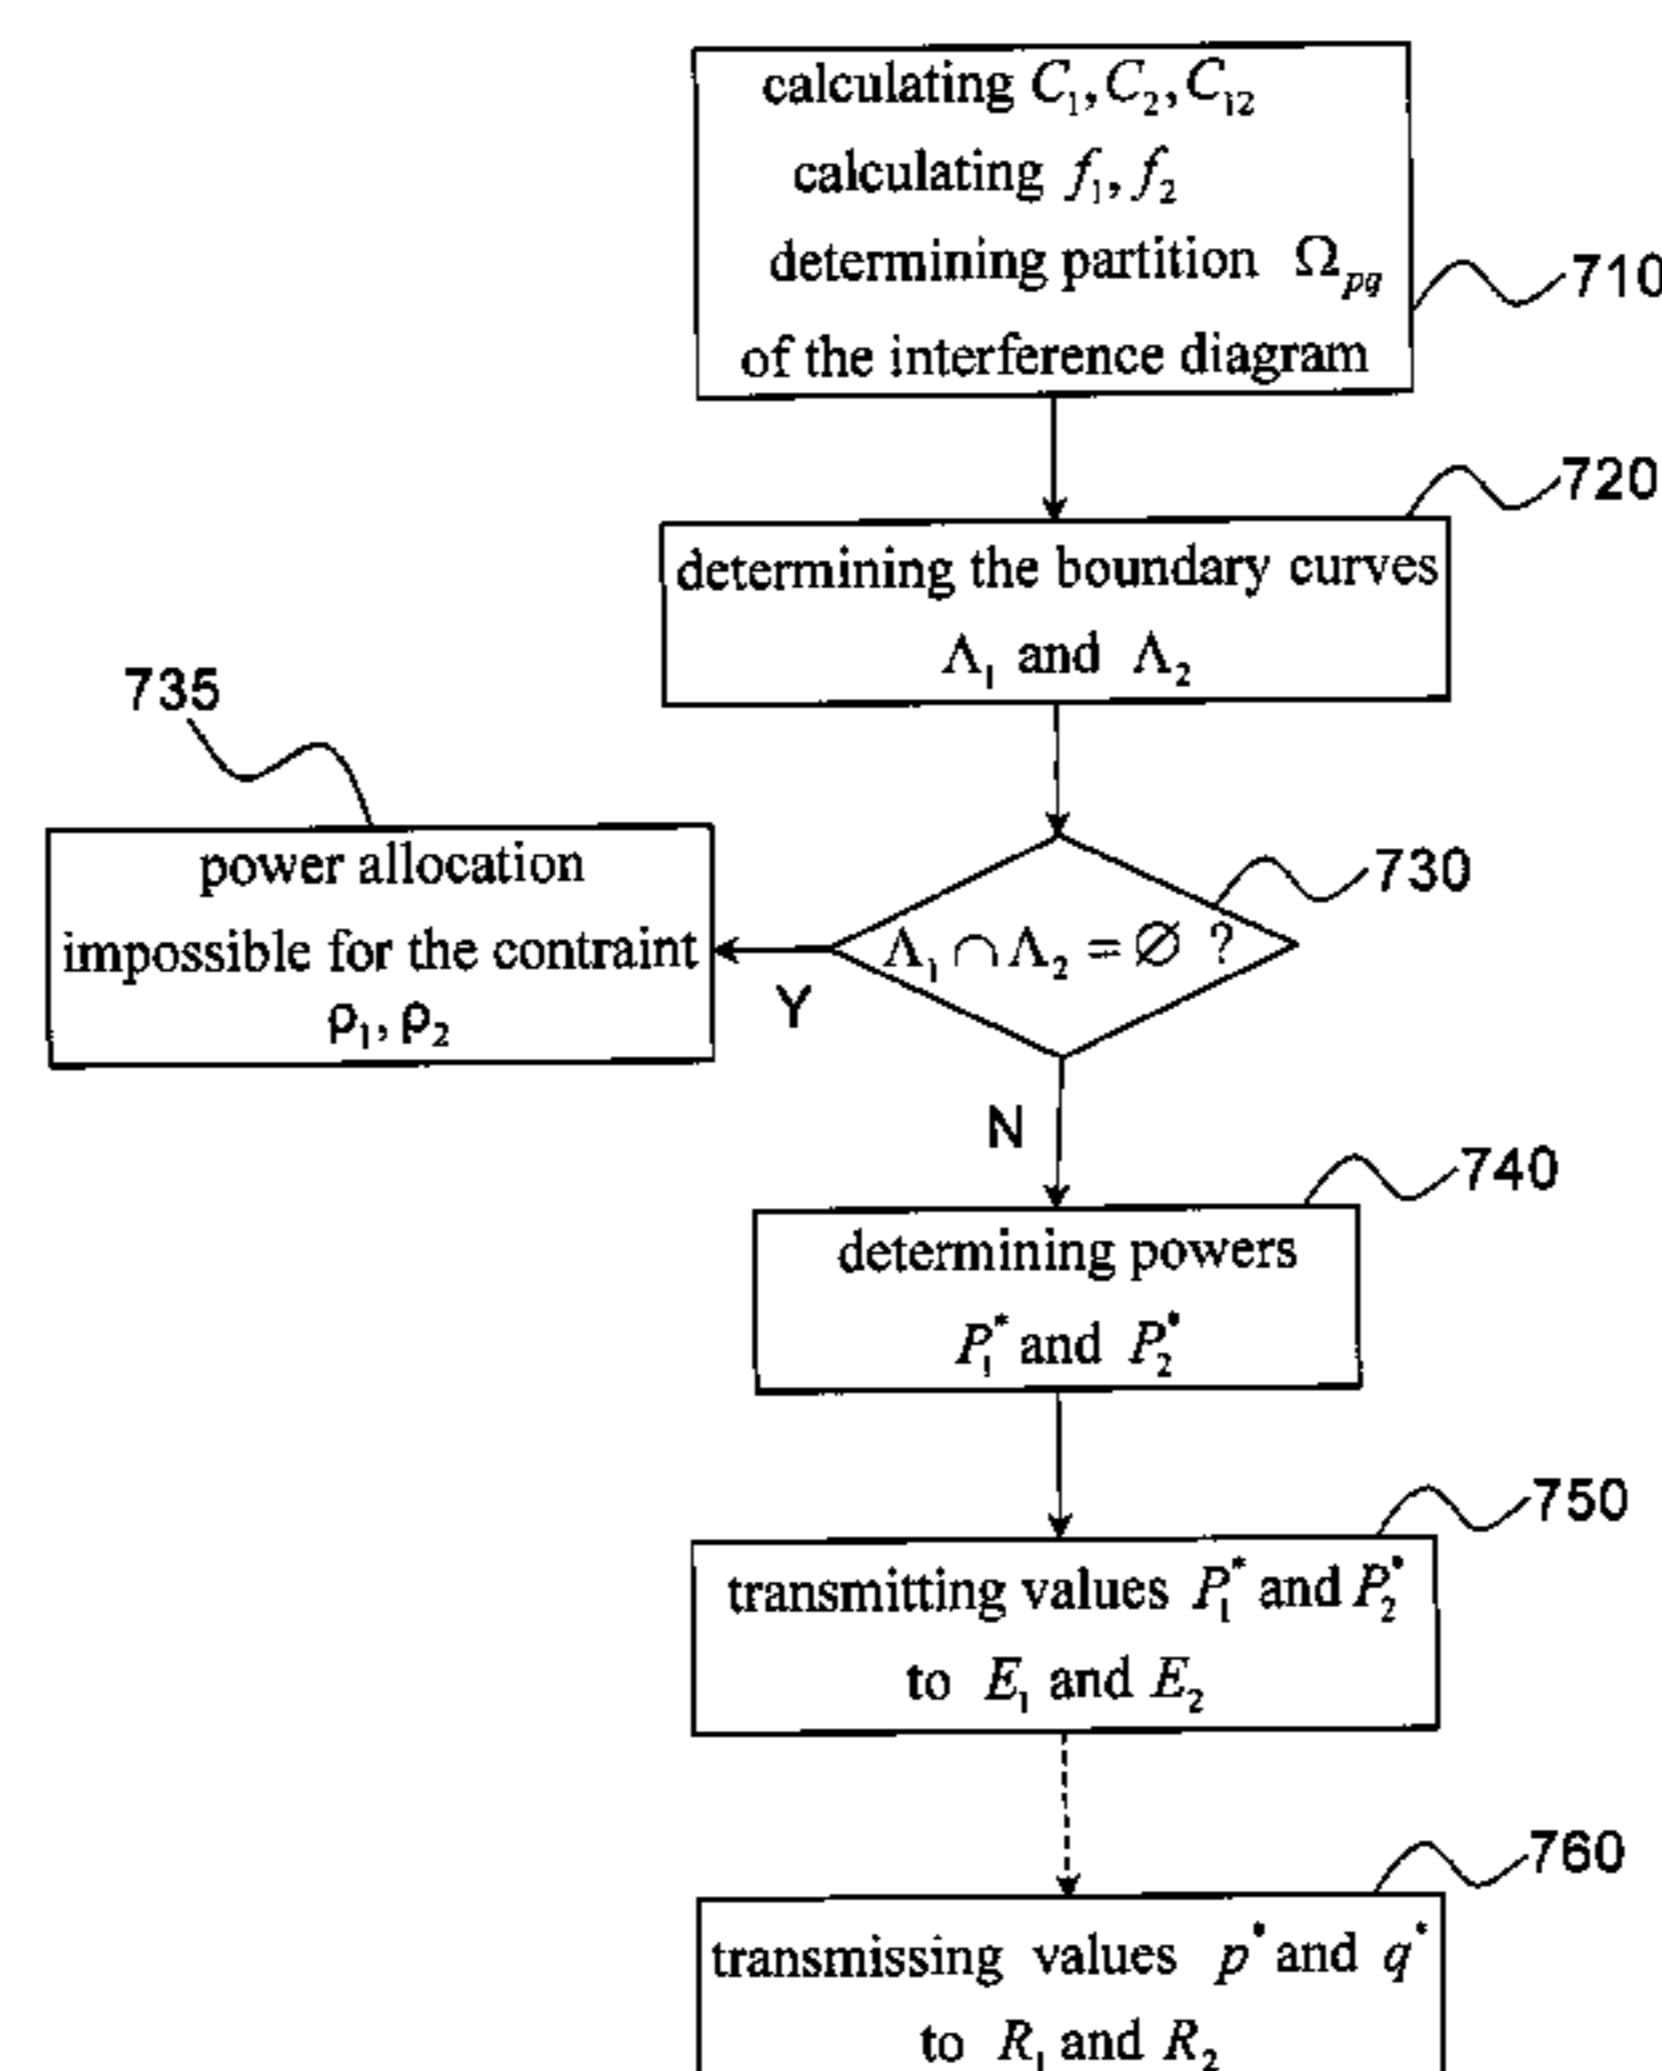 calculating C₁, C₂, C₁₂
calculating f₁, f₂
determining partition Ω_pq
of the interference diagram
710
720
determining the boundary curves
Λ₁ and Λ₂
735
power allocation
impossible for the contraint
ρ₁, ρ₂
730
Λ₁ ∩ Λ₂ = ∅ ?
Y
N
740
determining powers
P₁* and P₂*
750
transmitting values P₁* and P₂*
to E₁ and E₂
760
transmissing values p* and q*
to R₁ and R₂